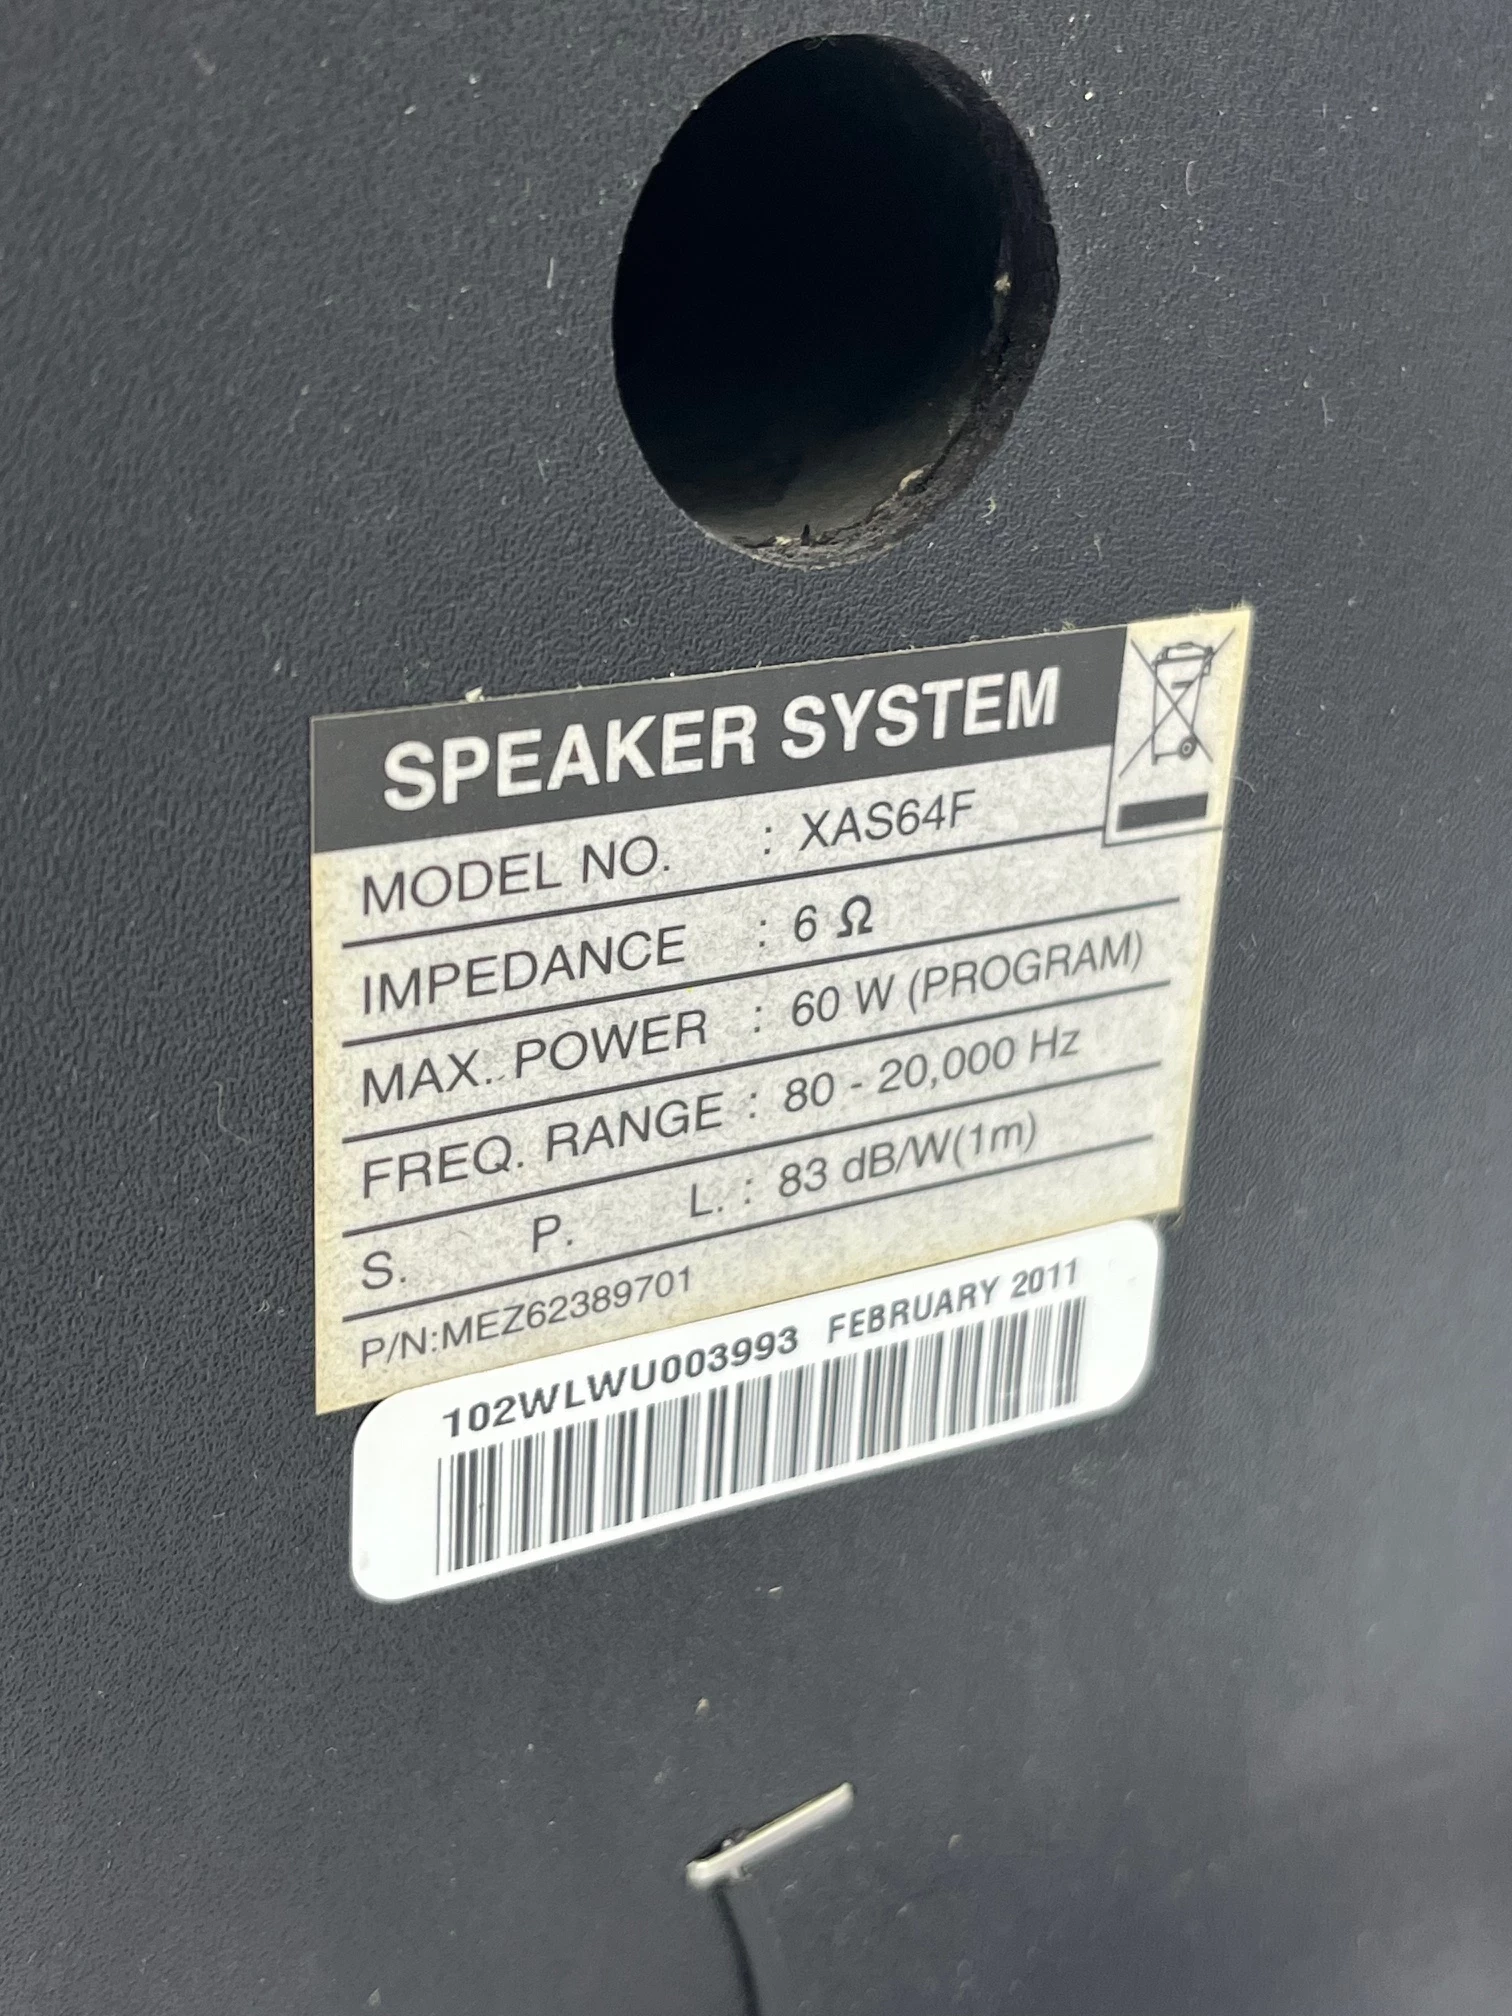 SPEAKER SYSTEM
MODEL NO. : XAS64F
IMPEDANCE : 6 Ω
MAX. POWER : 60 W (PROGRAM)
FREQ. RANGE : 80 - 20,000 Hz
S. P. L. : 83 dB/W(1m)
P/N:MEZ62389701
102WLWU003993 FEBRUARY 2011